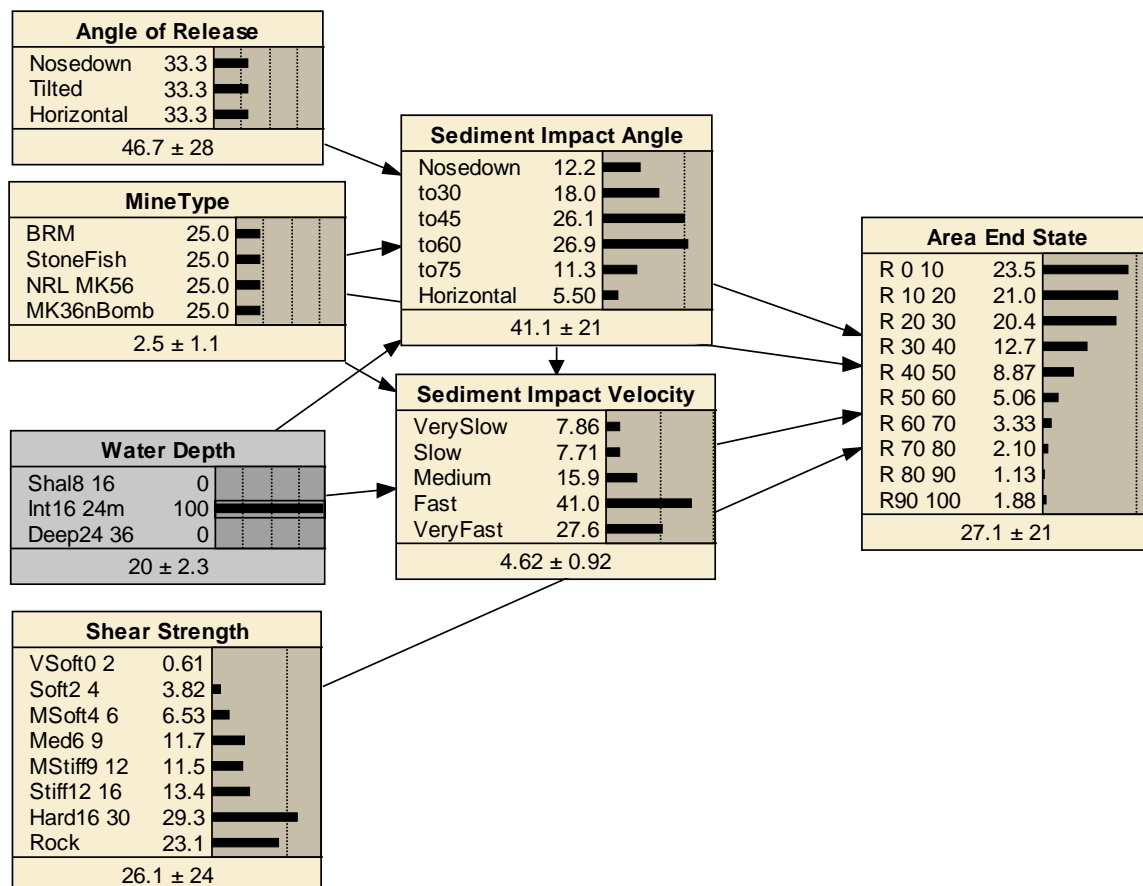 Angle of Release
Nosedown 33.3
Tilted 33.3
Horizontal 33.3
46.7 ± 28
MineType
BRM 25.0
StoneFish 25.0
NRL MK56 25.0
MK36nBomb 25.0
2.5 ± 1.1
Water Depth
Shal8 16 0
Int16 24m 100
Deep24 36 0
20 ± 2.3
Shear Strength
VSoft0 2 0.61
Soft2 4 3.82
MSoft4 6 6.53
Med6 9 11.7
MStiff9 12 11.5
Stiff12 16 13.4
Hard16 30 29.3
Rock 23.1
26.1 ± 24
Sediment Impact Angle
Nosedown 12.2
to30 18.0
to45 26.1
to60 26.9
to75 11.3
Horizontal 5.50
41.1 ± 21
Sediment Impact Velocity
VerySlow 7.86
Slow 7.71
Medium 15.9
Fast 41.0
VeryFast 27.6
4.62 ± 0.92
Area End State
R 0 10 23.5
R 10 20 21.0
R 20 30 20.4
R 30 40 12.7
R 40 50 8.87
R 50 60 5.06
R 60 70 3.33
R 70 80 2.10
R 80 90 1.13
R90 100 1.88
27.1 ± 21